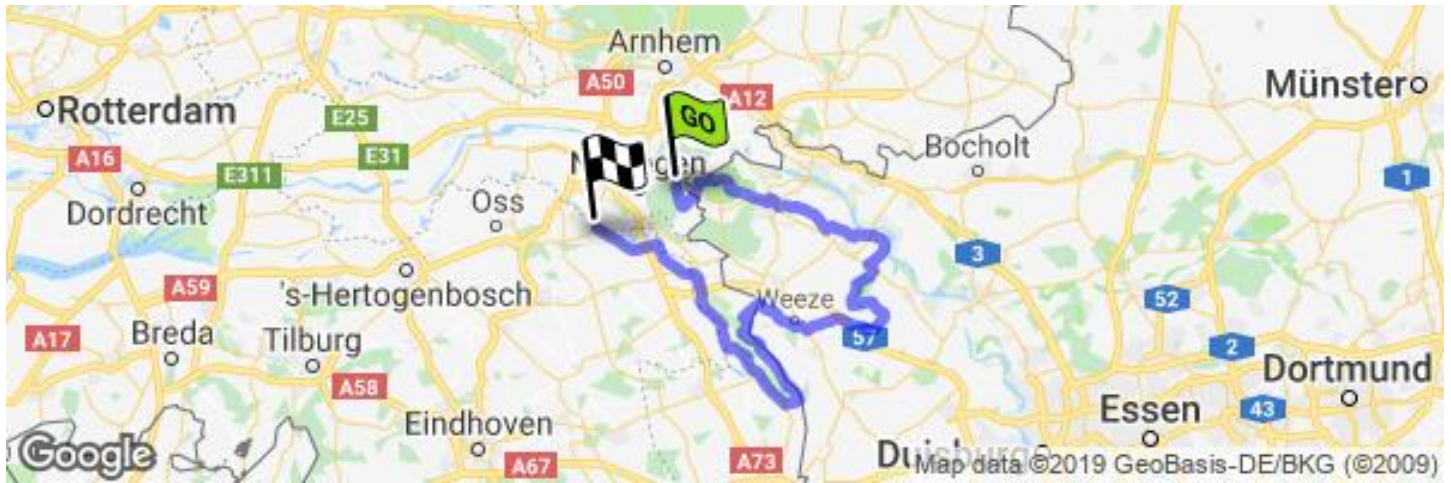 Arnhem
A50
A12
Münster
Rotterdam
E25
GO
A16
E31
Bocholt
E311
1
Dordrecht
Oss
A59
3
's-Hertogenbosch
Weeze
52
A17
Breda
Tilburg
57
2
Dortmund
A58
Essen
43
Eindhoven
Google
A67
A73
Map data ©2019 GeoBasis-DE/BKG (©2009)